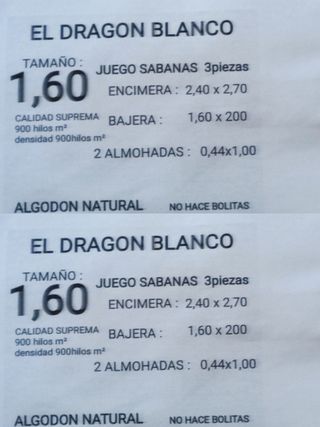 EL DRAGON BLANCO
TAMAÑO :
1,60
JUEGO SABANAS 3piezas
ENCIMERA : 2,40 x 2,70
CALIDAD SUPREMA
900 hilos m²
densidad 900hilos m²
BAJERA : 1,60 x 200
2 ALMOHADAS : 0,44x1,00
ALGODON NATURAL NO HACE BOLITAS
EL DRAGON BLANCO
TAMAÑO :
1,60
JUEGO SABANAS 3piezas
ENCIMERA : 2,40 x 2,70
CALIDAD SUPREMA
900 hilos m²
densidad 900hilos m²
BAJERA : 1,60 x 200
2 ALMOHADAS : 0,44x1,00
ALGODON NATURAL NO HACE BOLITAS